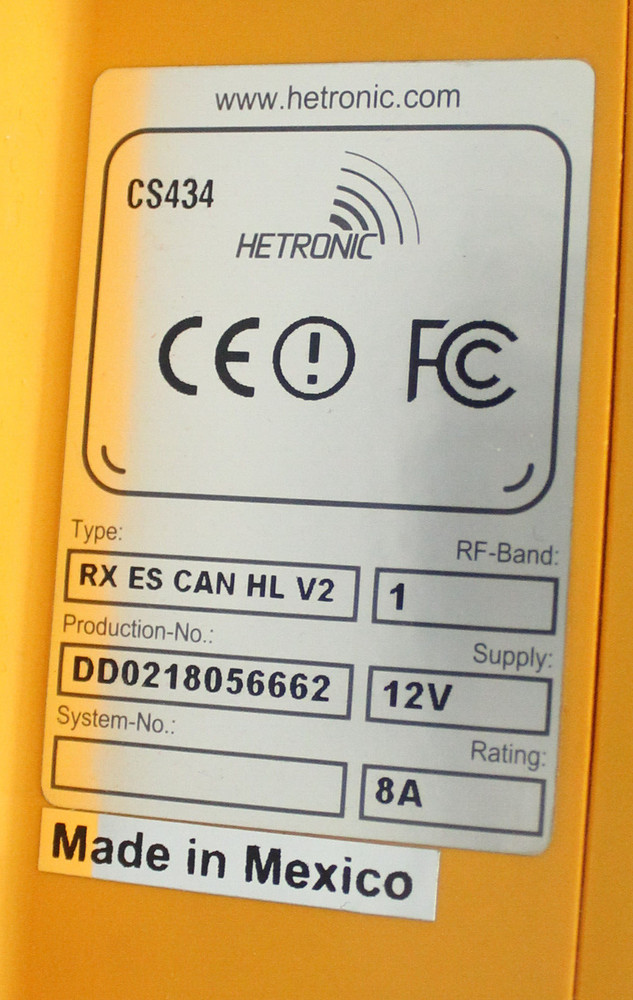 www.hetronic.com
CS434
HETRONIC
CE FC
Type:
RF-Band:
RX ES CAN HL V2
1
Production-No.:
Supply:
DD0218056662
12V
System-No.:
Rating:
8A
Made in Mexico